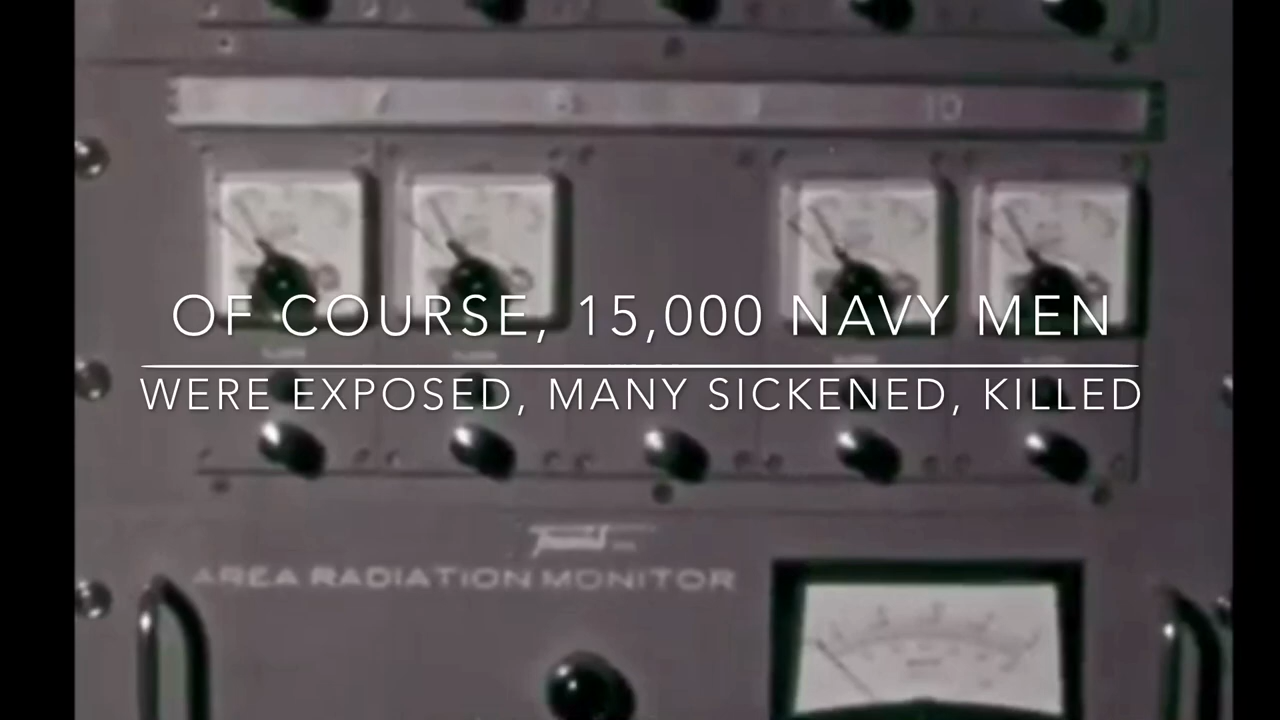 10
OF COURSE, 15,000 NAVY MEN
WERE EXPOSED, MANY SICKENED, KILLED
AREA RADIATION MONITOR